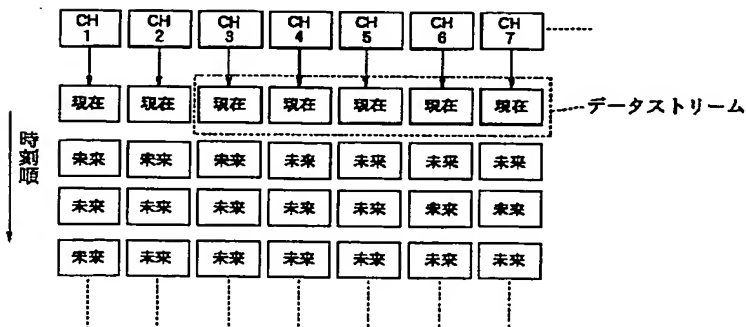 CH 1 CH 2 CH 3 CH 4 CH 5 CH 6 CH 7
現在 現在 現在 現在 現在 現在 現在 データストリーム
時刻順
未来 未来 未来 未来 未来 未来 未来
未来 未来 未来 未来 未来 未来 未来
未来 未来 未来 未来 未来 未来 未来